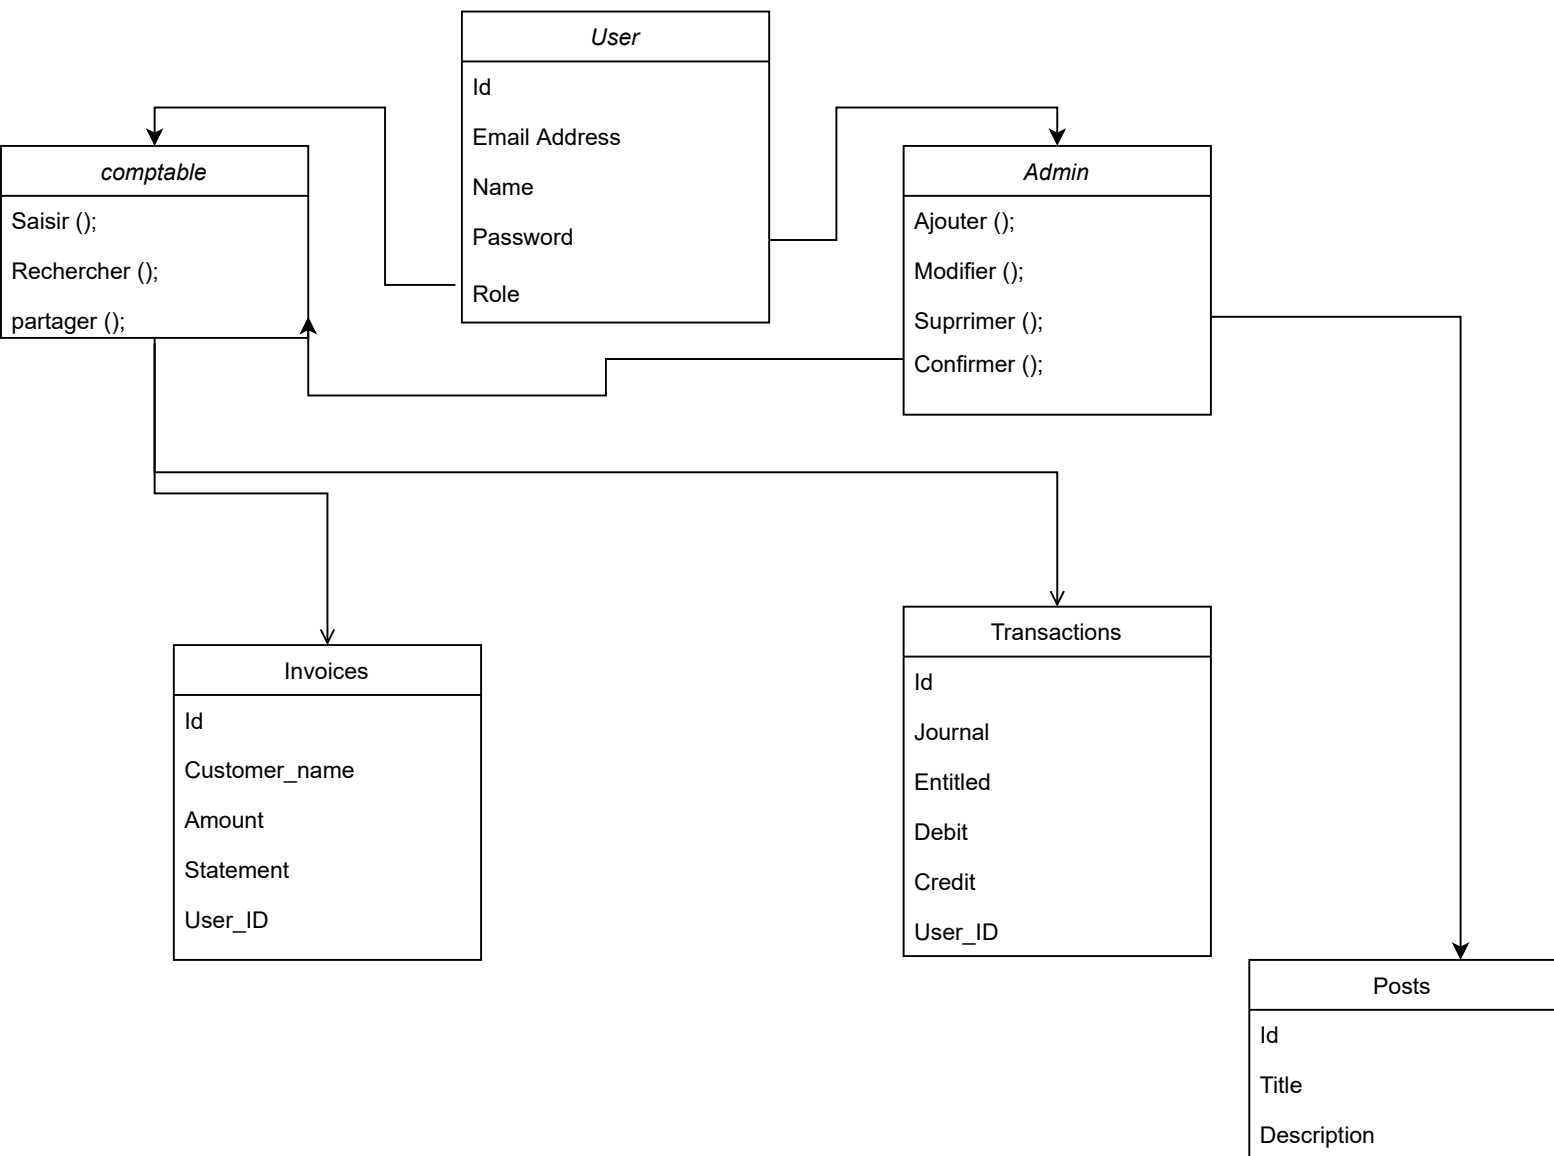 User
Id
Email Address
Name
Password
Role
comptable
Saisir ();
Rechercher ();
partager ();
Admin
Ajouter ();
Modifier ();
Suprrimer ();
Confirmer ();
Invoices
Id
Customer_name
Amount
Statement
User_ID
Transactions
Id
Journal
Entitled
Debit
Credit
User_ID
Posts
Id
Title
Description